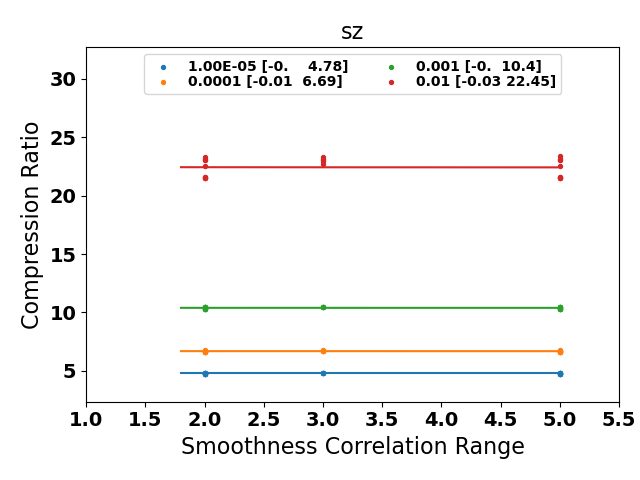 sz
1.00E-05 [-0.    4.78]
0.0001 [-0.01  6.69]
0.001 [-0.  10.4]
0.01 [-0.03 22.45]
Compression Ratio
30
25
20
15
10
5
1.0 1.5 2.0 2.5 3.0 3.5 4.0 4.5 5.0 5.5
Smoothness Correlation Range